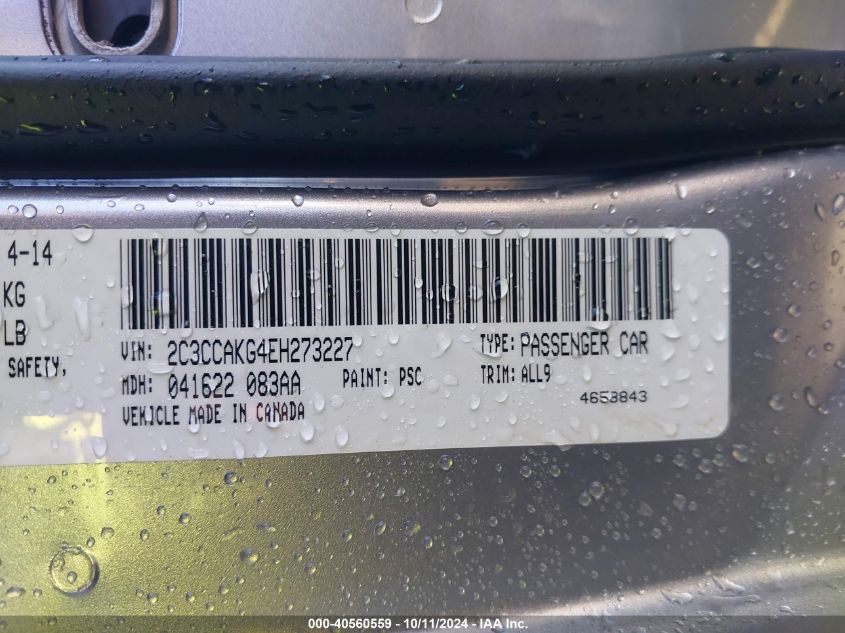 4-14
KG
LB
SAFETY,
VIN: 2C3CCAKG4EH273227 TYPE: PASSENGER CAR
MDH: 041622 083AA PAINT: PSC TRIM: ALL9
VEHICLE MADE IN CANADA 4653843
000-40560559 - 10/11/2024 - IAA Inc.